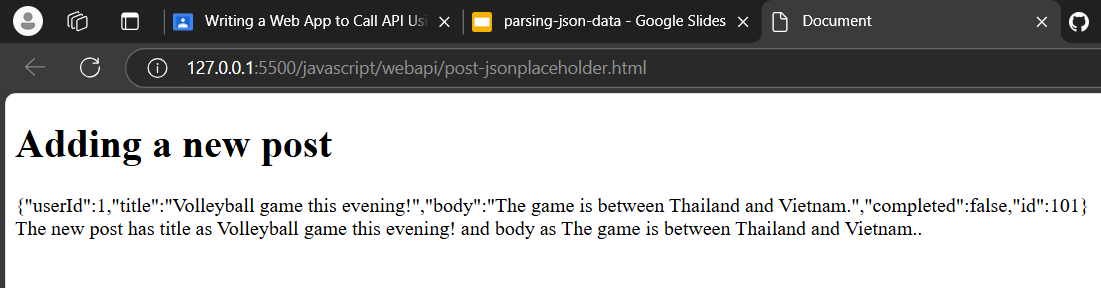 Writing a Web App to Call API Usi
parsing-json-data - Google Slides
Document
127.0.0.1:5500/javascript/webapi/post-jsonplaceholder.html
Adding a new post
{"userId":1,"title":"Volleyball game this evening!","body":"The game is between Thailand and Vietnam.","completed":false,"id":101}
The new post has title as Volleyball game this evening! and body as The game is between Thailand and Vietnam..